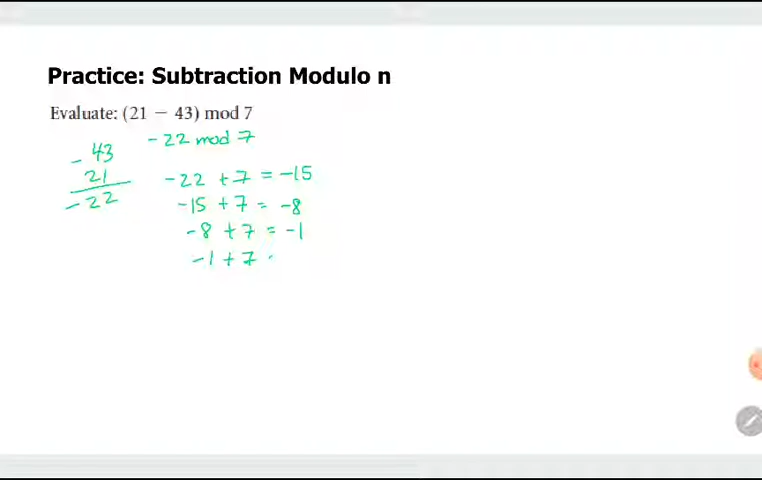 Practice: Subtraction Modulo n
Evaluate: (21 − 43) mod 7
-22 mod 7
- 43
21
-22
-22 + 7 = -15
-15 + 7 = -8
-8 + 7 = -1
-1 + 7 -